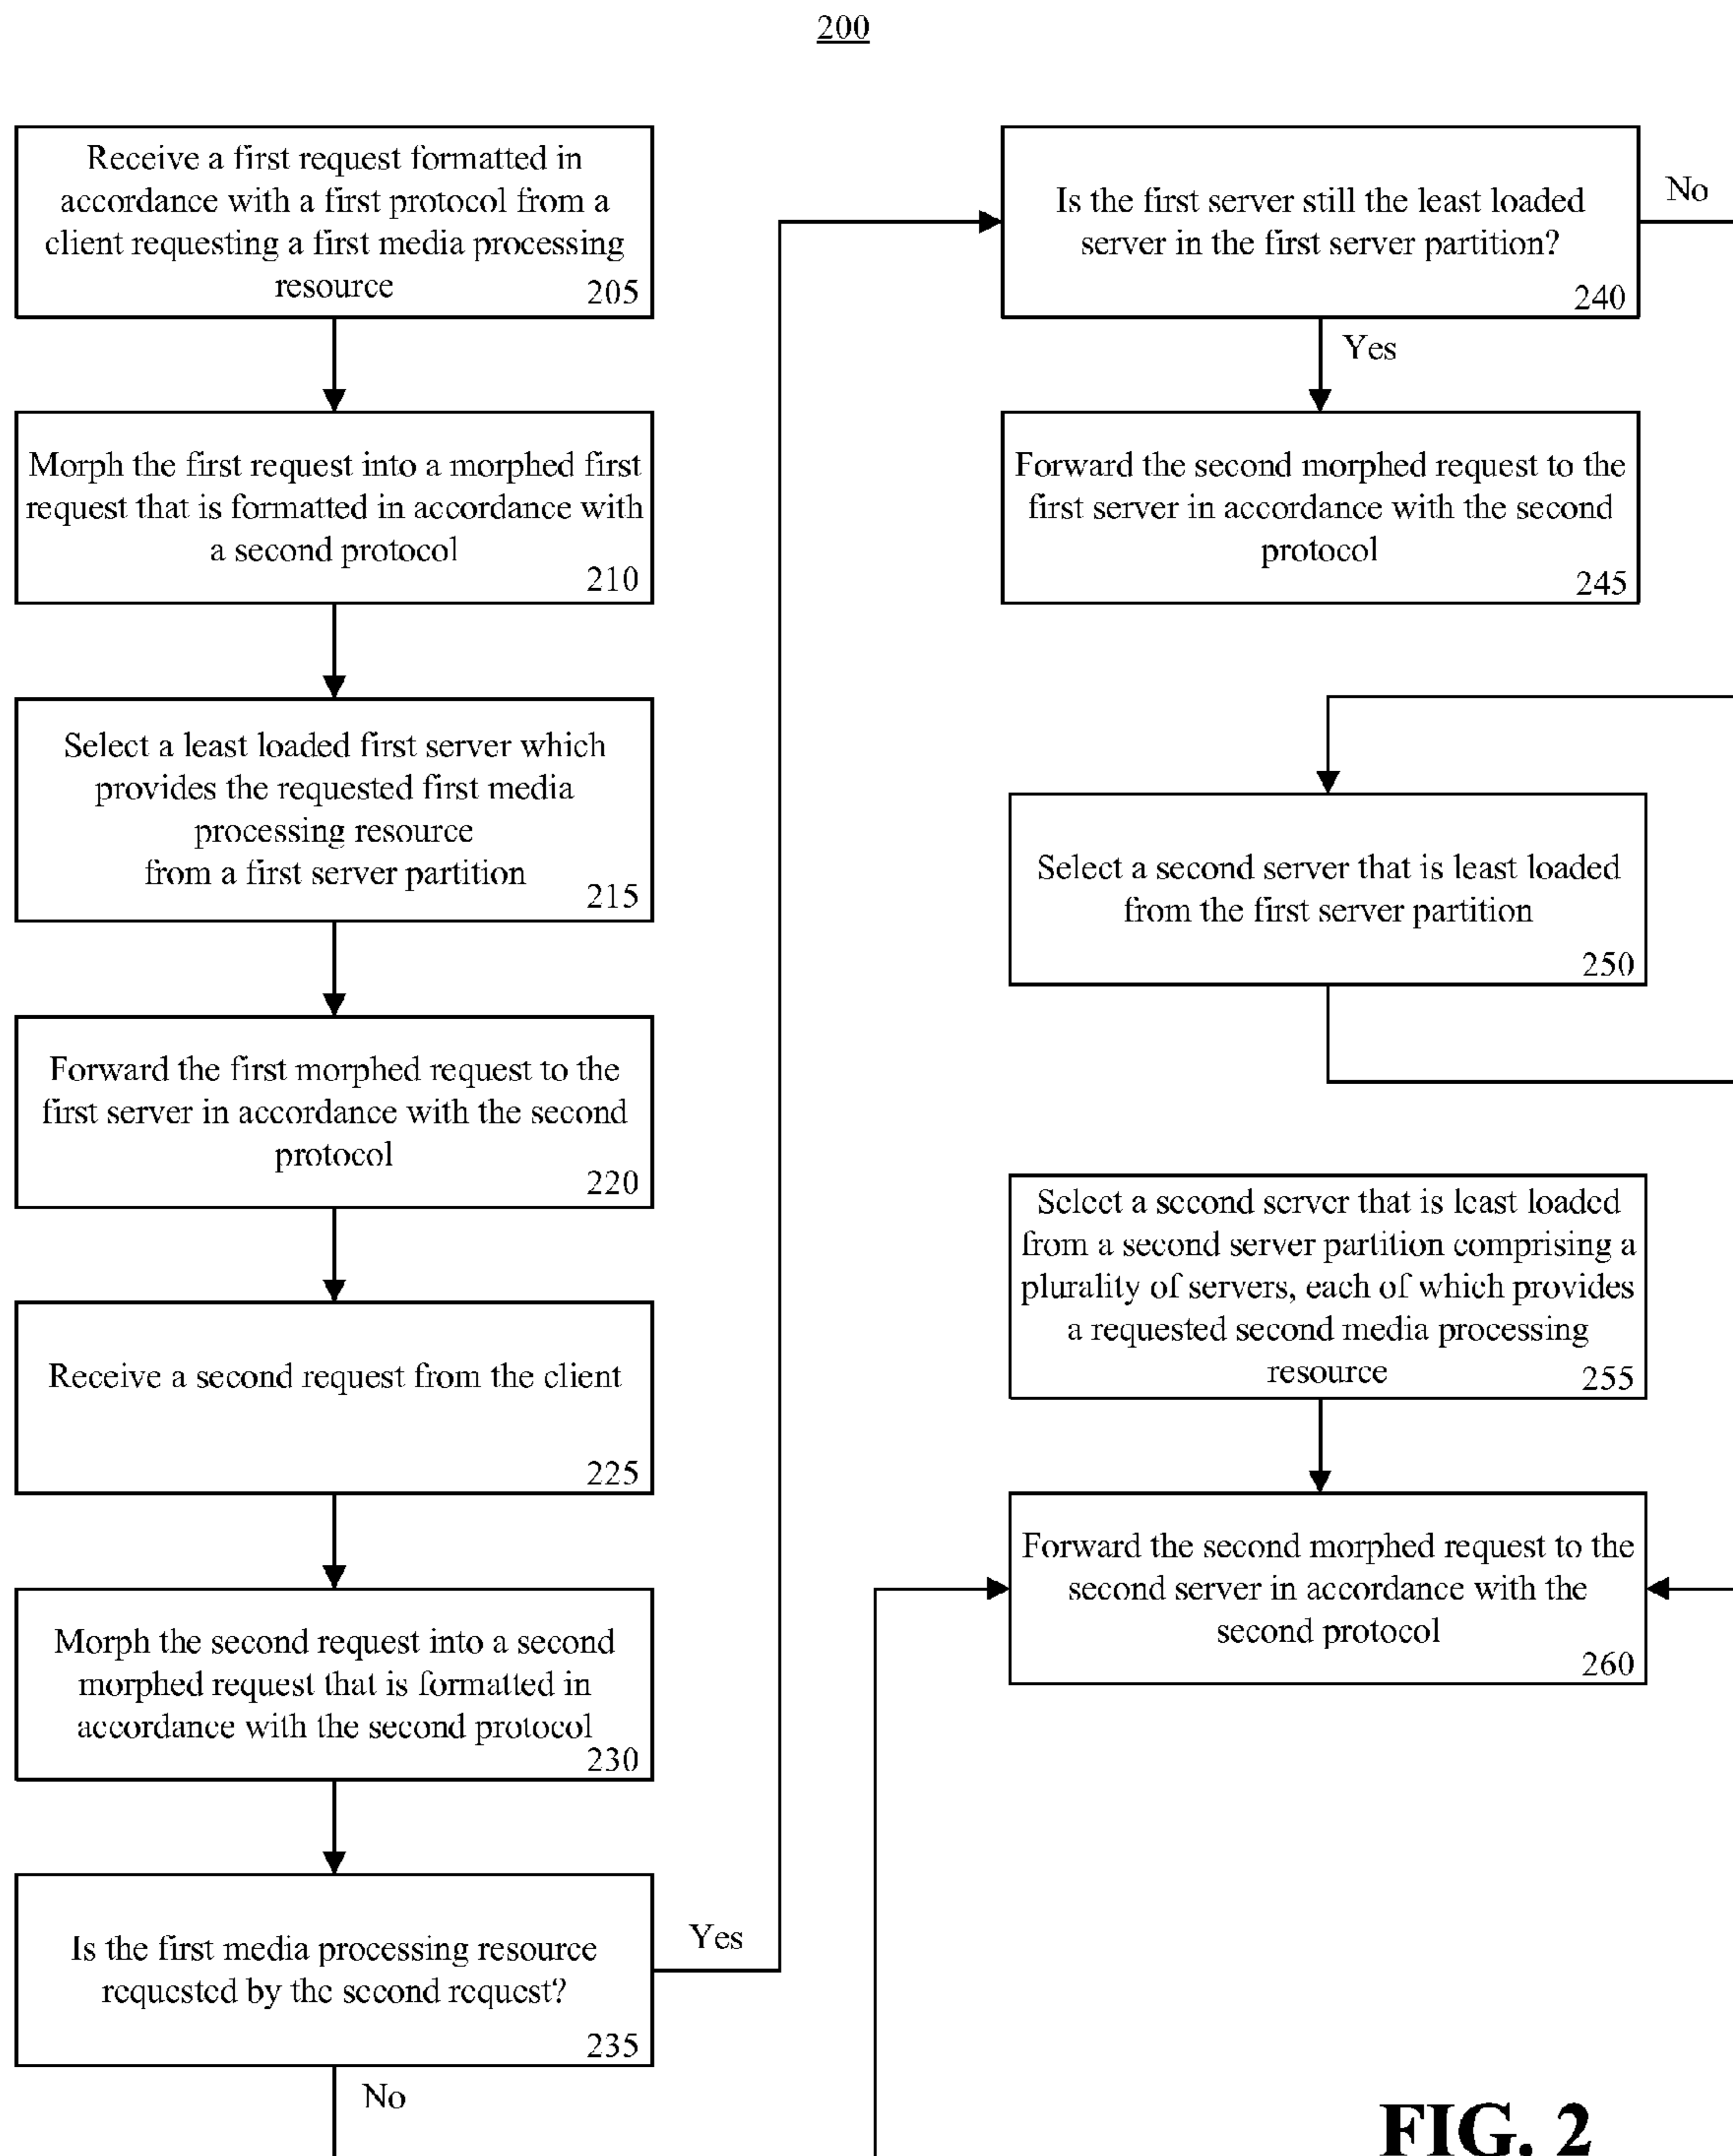 200
Receive a first request formatted in
accordance with a first protocol from a
client requesting a first media processing
resource
205
Morph the first request into a morphed first
request that is formatted in accordance with
a second protocol
210
Select a least loaded first server which
provides the requested first media
processing resource
from a first server partition
215
Forward the first morphed request to the
first server in accordance with the second
protocol
220
Receive a second request from the client
225
Morph the second request into a second
morphed request that is formatted in
accordance with the second protocol
230
Is the first media processing resource
requested by the second request?
235
Yes
No
Is the first server still the least loaded
server in the first server partition?
240
No
Yes
Forward the second morphed request to the
first server in accordance with the second
protocol
245
Select a second server that is least loaded
from the first server partition
250
Select a second server that is least loaded
from a second server partition comprising a
plurality of servers, each of which provides
a requested second media processing
resource
255
Forward the second morphed request to the
second server in accordance with the
second protocol
260
FIG. 2